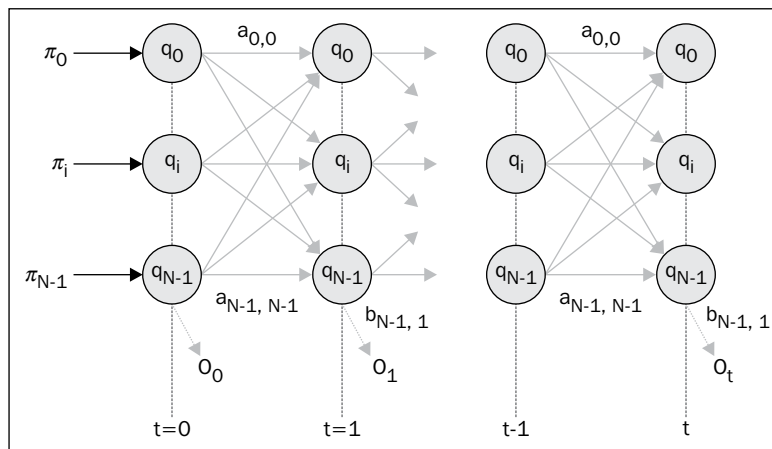 a0,0 a0,0
π0 q0 q0 q0 q0
πi qi qi qi qi
πN-1 qN-1 qN-1 qN-1 qN-1
aN-1, N-1 bN-1, 1 aN-1, N-1 bN-1, 1
O0 O1 Ot
t=0 t=1 t-1 t